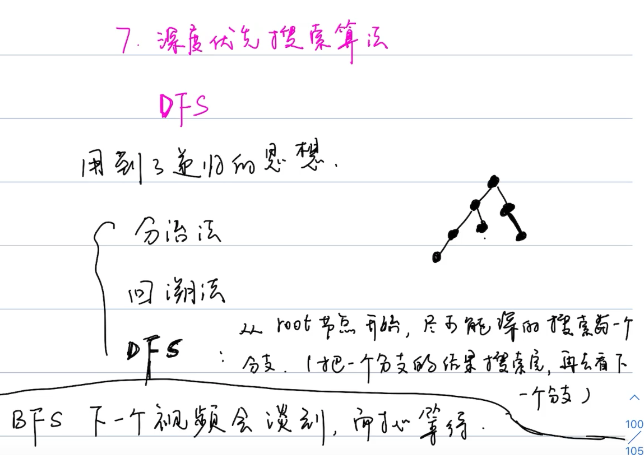 7. 深度优先搜索算法
DFS
用到了递归的思想.
分治法
回溯法
DFS : 从 root 节点开始, 尽可能深的搜索每一个
分支. (把一个分支的结果搜索完, 再去看下
一个分支)
BFS 下一个视频会谈到, 耐心等待.
100
105